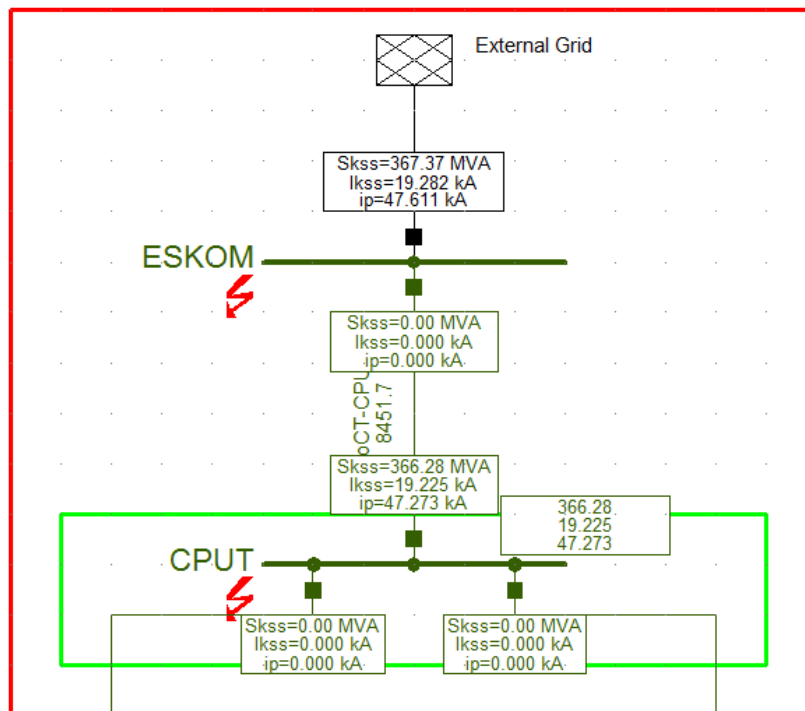 External Grid
Skss=367.37 MVA
Ikss=19.282 kA
ip=47.611 kA
ESKOM
Skss=0.00 MVA
Ikss=0.000 kA
ip=0.000 kA
oCT-CPU
8451.7
Skss=366.28 MVA
Ikss=19.225 kA
ip=47.273 kA
366.28
19.225
47.273
CPUT
Skss=0.00 MVA
Ikss=0.000 kA
ip=0.000 kA
Skss=0.00 MVA
Ikss=0.000 kA
ip=0.000 kA